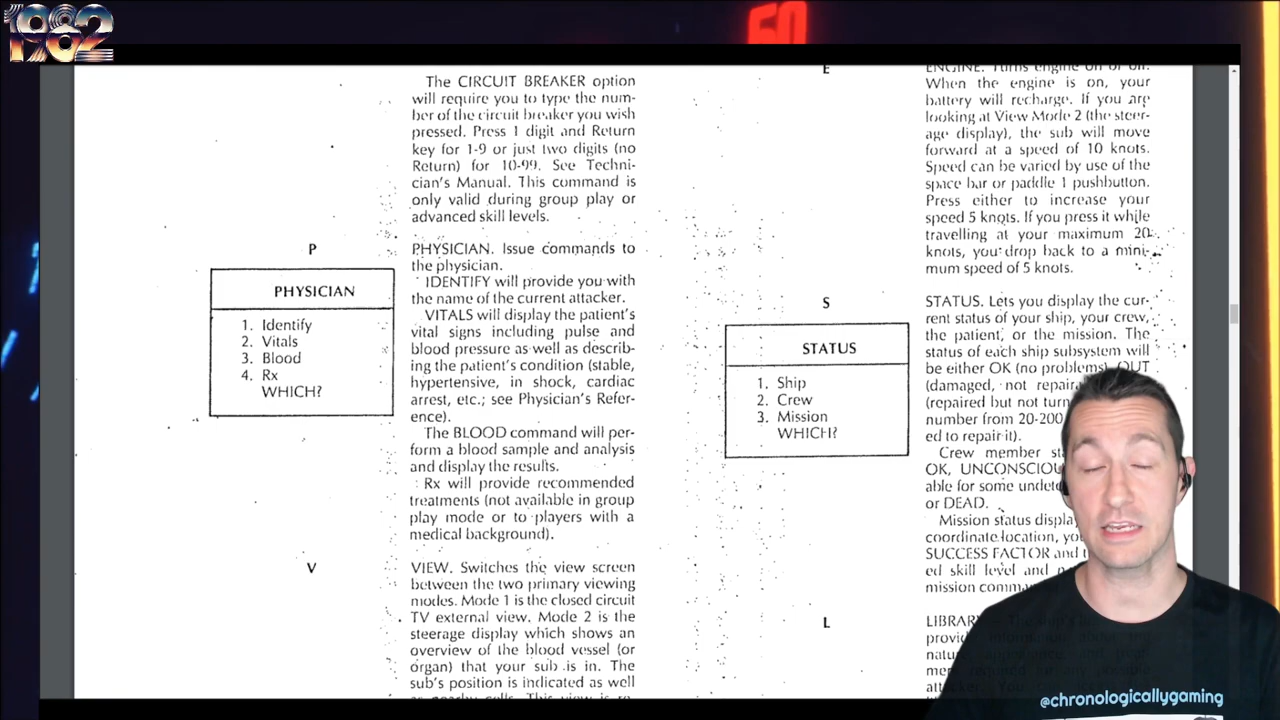 1982
60
The CIRCUIT BREAKER option
will require you to type the num-
ber of the circuit breaker you wish
pressed. Press 1 digit and Return
key for 1-9 or just two digits (no
Return) for 10-99. See Techni-
cian's Manual. This command is
only valid during group play or
advanced skill levels.
P
PHYSICIAN. Issue commands to
the physician.
IDENTIFY will provide you with
the name of the current attacker.
VITALS will display the patient's
vital signs including pulse and
blood pressure as well as describ-
ing the patient's condition (stable,
hypertensive, in shock, cardiac
arrest, etc.; see Physician's Refer-
ence).
The BLOOD command will per-
form a blood sample and analysis
and display the results.
Rx will provide recommended
treatments (not available in group
play mode or to players with a
medical background).
PHYSICIAN
1. Identify
2. Vitals
3. Blood
4. Rx
WHICH?
V
VIEW. Switches the view screen
between the two primary viewing
modes. Mode 1 is the closed circuit
TV external view. Mode 2 is the
steerage display which shows an
overview of the blood vessel (or
organ) that your sub is in. The
sub's position is indicated as well
E
ENGINE. Turns engine on or off.
When the engine is on, your
battery will recharge. If you are
looking at View Mode 2 (the steer-
age display), the sub will move
forward at a speed of 10 knots.
Speed can be varied by use of the
space bar or paddle 1 pushbutton.
Press either to increase your
speed 5 knots. If you press it while
travelling at your maximum 20
knots, you drop back to a mini-
mum speed of 5 knots.
S
STATUS. Lets you display the cur-
rent status of your ship, your crew,
the patient, or the mission. The
status of each ship subsystem will
be either OK (no problems), OUT
(damaged, not
(repaired but not
number from 20-200
ed to repair it).
Crew member
OK,
able for some
or DEAD.
Mission status
coordinate location,
SUCCESS FACTOR and
ed skill level and
mission
STATUS
1. Ship
2. Crew
3. Mission
WHICH?
L
LIBRARY
@chronologicallygaming